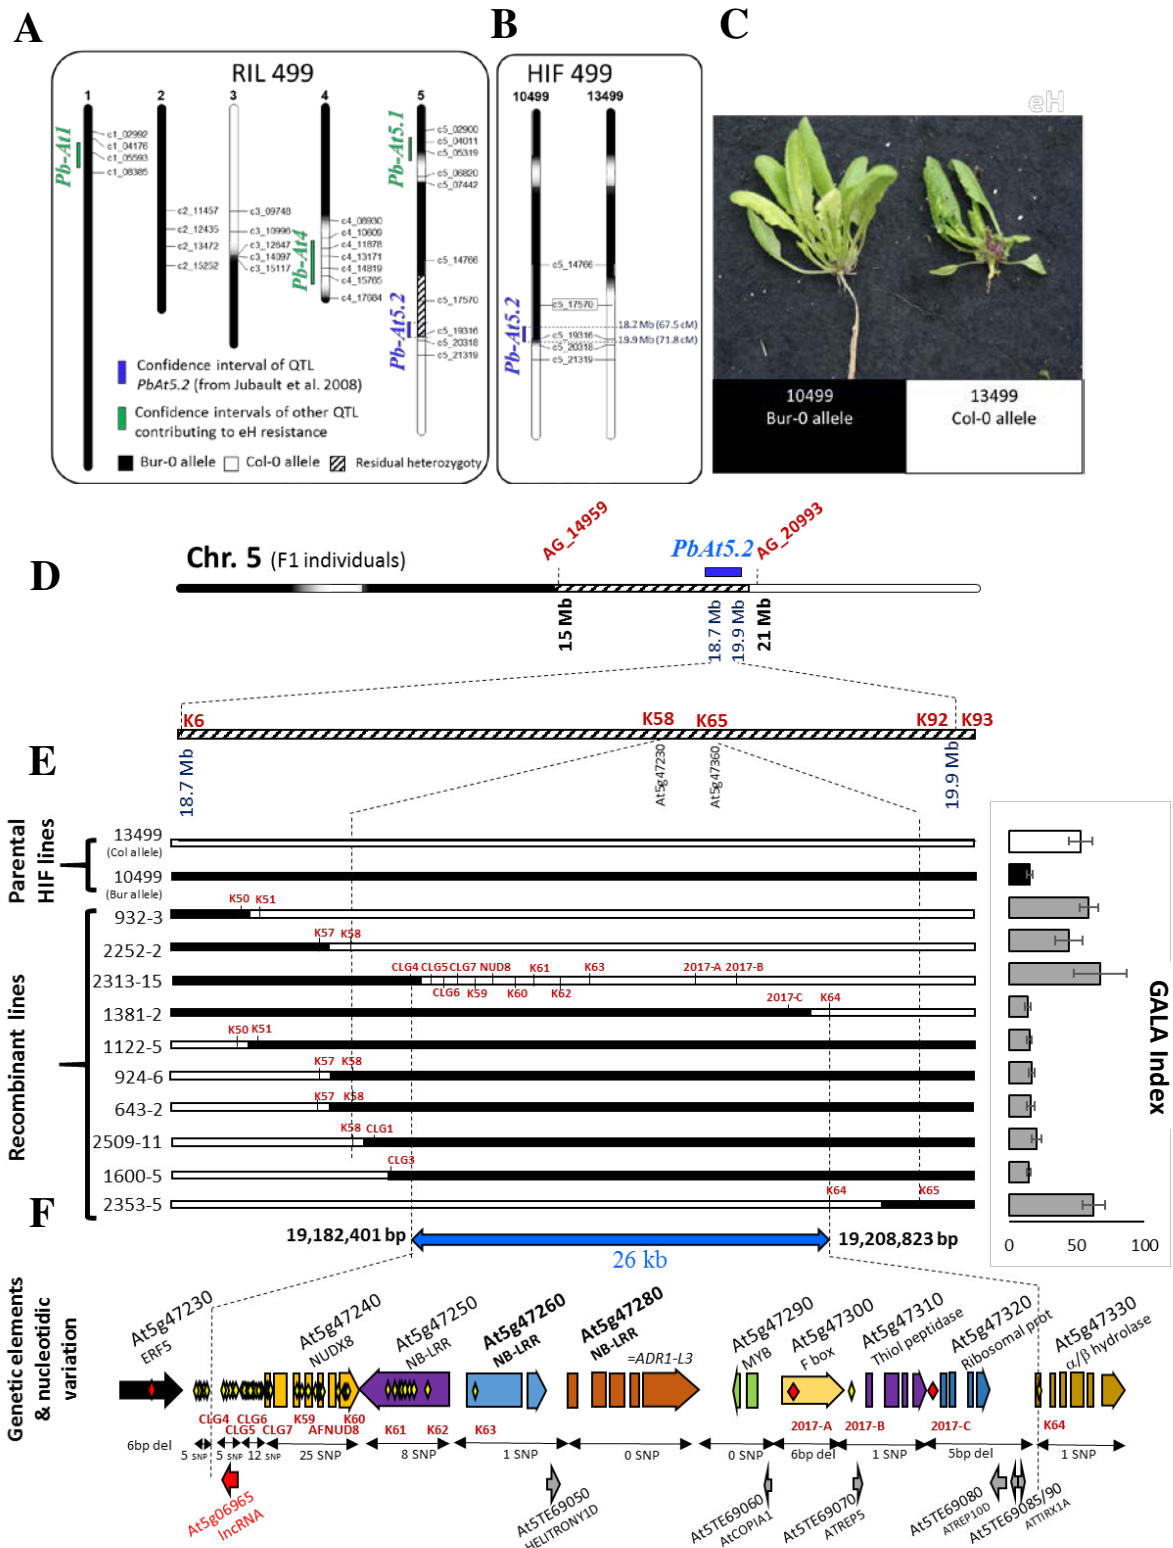 A
RIL 499
1
2
3
4
5
Pb-At1
c1_02992
c1_04176
c1_05593
c1_08385
c2_11457
c2_12435
c2_13472
c2_15252
c3_09748
c3_10996
c3_12647
c3_14097
c3_15117
Pb-At4
c4_08930
c4_10609
c4_11878
c4_13171
c4_14819
c4_15765
c4_17684
Pb-At5.1
c5_02900
c5_04011
c5_05319
c5_06820
c5_07442
c5_14766
c5_17570
Pb-At5.2
c5_19316
c5_20318
c5_21319
Confidence interval of QTL
PbAt5.2 (from Jubault et al. 2008)
Confidence intervals of other QTL
contributing to eH resistance
Bur-0 allele
Col-0 allele
Residual heterozygoty
B
HIF 499
10499
13499
c5_14766
c5_17570
Pb-At5.2
c5_19316
c5_20318
c5_21319
18.7 Mb (67.5 cM)
19.9 Mb (71.8 cM)
C
eH
10499
Bur-0 allele
13499
Col-0 allele
D
Chr. 5 (F1 individuals)
AG_14959
PbAt5.2
AG_20993
15 Mb
18.7 Mb
19.9 Mb
21 Mb
K6
K58
K65
K92
K93
E
18.7 Mb
At5g47230
At5g47360
19.9 Mb
Parental
HIF lines
13499
(Col allele)
10499
(Bur allele)
Recombinant lines
932-3
K50 K51
2252-2
K57 K58
2313-15
CLG4 CLG5 CLG7 NUD8 K61 K63 2017-A 2017-B
CLG6 K59 K60 K62
1381-2
2017-C K64
1122-5
K50 K51
924-6
K57 K58
643-2
K57 K58
2509-11
K58 CLG1
1600-5
CLG3
2353-5
K64 K65
GALA Index
0
50
100
F
19,182,401 bp
26 kb
19,208,823 bp
Genetic elements
& nucleotidic
variation
At5g47230
ERF5
At5g47240
NUDX8
At5g47250
NB-LRR
At5g47260
NB-LRR
At5g47280
NB-LRR
=ADR1-L3
At5g47290
MYB
At5g47300
F box
At5g47310
Thiol peptidase
At5g47320
Ribosomal prot
At5g47330
α/β hydrolase
CLG4 CLG6 K59 K60
CLG5 CLG7 AFNUD8 K61 K62 K63
2017-A 2017-B 2017-C K64
6bp del
5 SNP
5 SNP
12 SNP
25 SNP
8 SNP
1 SNP
0 SNP
0 SNP
6bp del
1 SNP
5bp del
1 SNP
At5g06965
lncRNA
At5TE69050
HELITRONY1D
At5TE69060
AtCOPIA1
At5TE69070
ATREP5
At5TE69080
ATREP10D
At5TE69085/90
ATTIRX1A